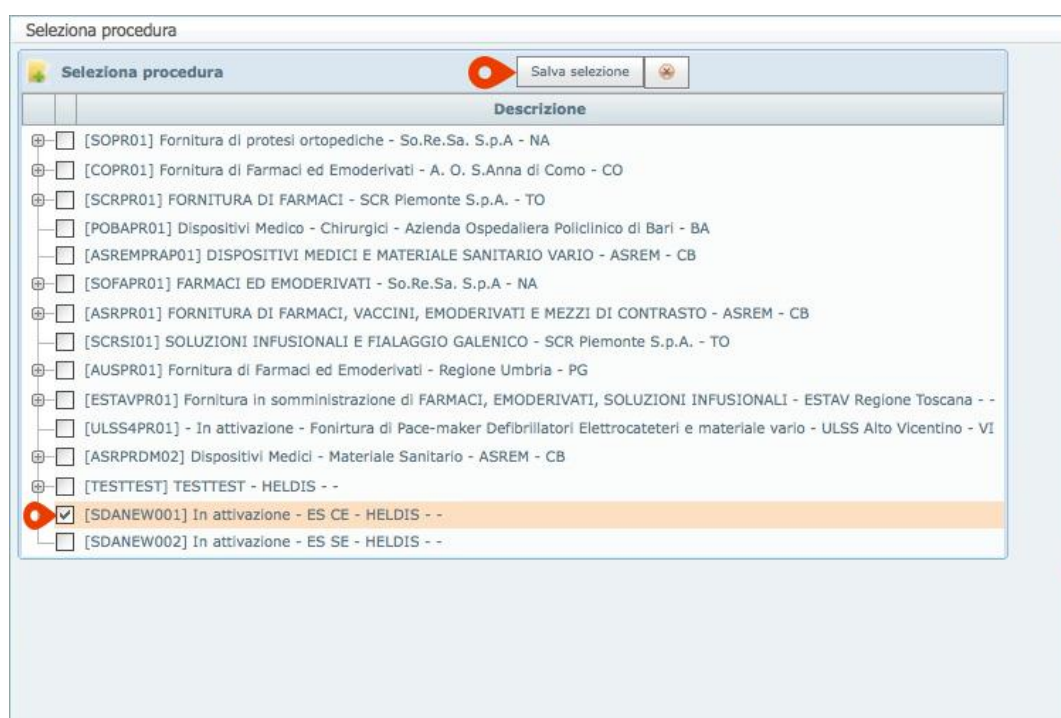 Seleziona procedura
Seleziona procedura
Salva selezione
Descrizione
[SOPR01] Fornitura di protesi ortopediche - So.Re.Sa. S.p.A - NA
[COPR01] Fornitura di Farmaci ed Emoderivati - A. O. S.Anna di Como - CO
[SCRPR01] FORNITURA DI FARMACI - SCR Piemonte S.p.A. - TO
[POBAPR01] Dispositivi Medico - Chirurgici - Azienda Ospedaliera Policlinico di Bari - BA
[ASREMPRAP01] DISPOSITIVI MEDICI E MATERIALE SANITARIO VARIO - ASREM - CB
[SOFAPR01] FARMACI ED EMODERIVATI - So.Re.Sa. S.p.A - NA
[ASRPR01] FORNITURA DI FARMACI, VACCINI, EMODERIVATI E MEZZI DI CONTRASTO - ASREM - CB
[SCRSI01] SOLUZIONI INFUSIONALI E FIALAGGIO GALENICO - SCR Piemonte S.p.A. - TO
[AUSPR01] Fornitura di Farmaci ed Emoderivati - Regione Umbria - PG
[ESTAVPR01] Fornitura in somministrazione di FARMACI, EMODERIVATI, SOLUZIONI INFUSIONALI - ESTAV Regione Toscana - -
[ULSS4PR01] - In attivazione - Fonirtura di Pace-maker Defibrillatori Elettrocateteri e materiale vario - ULSS Alto Vicentino - VI
[ASRPRDM02] Dispositivi Medici - Materiale Sanitario - ASREM - CB
[TESTTEST] TESTTEST - HELDIS - -
[SDANEW001] In attivazione - ES CE - HELDIS - -
[SDANEW002] In attivazione - ES SE - HELDIS - -